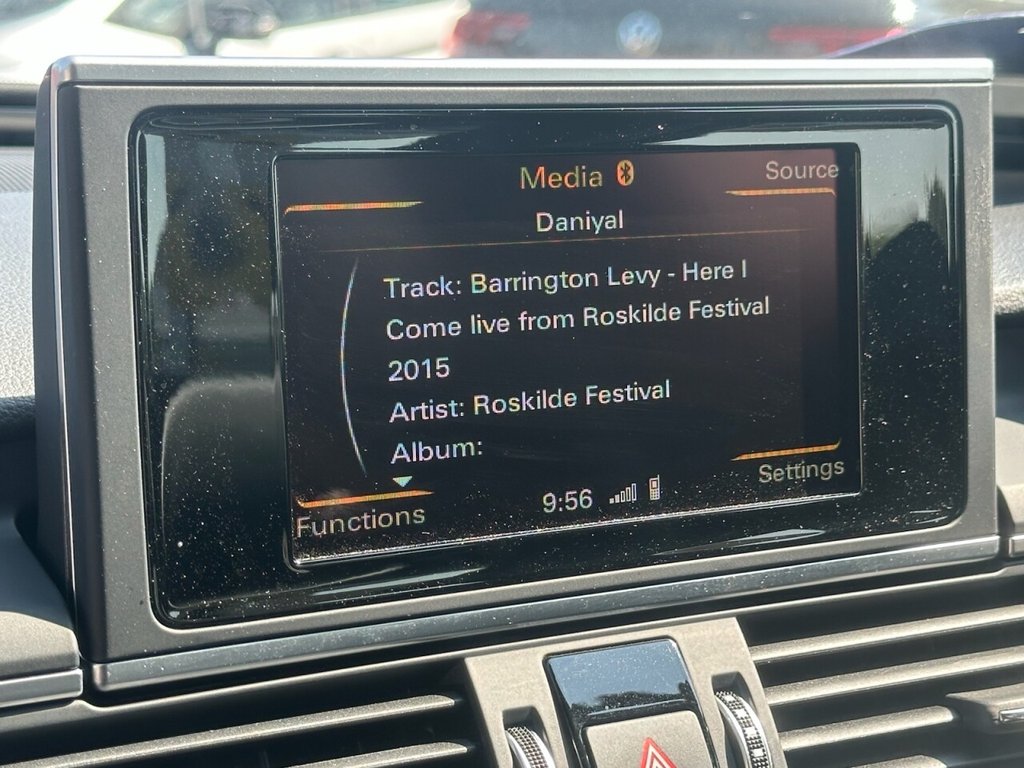 Media
Source
Daniyal
Track: Barrington Levy - Here I
Come live from Roskilde Festival
2015
Artist: Roskilde Festival
Album:
Settings
9:56
Functions